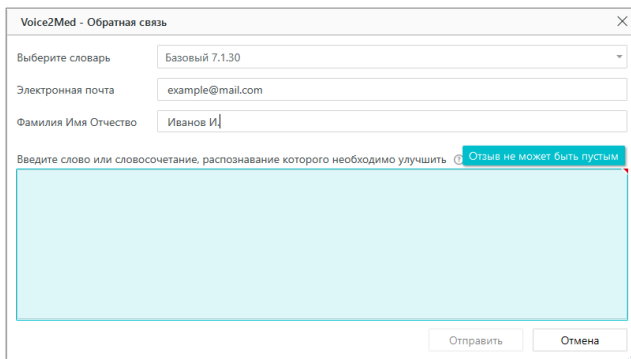 Voice2Med - Обратная связь
Выберите словарь Базовый 7.1.30
Электронная почта example@mail.com
Фамилия Имя Отчество Иванов И.
Введите слово или словосочетание, распознавание которого необходимо улучшить Отзыв не может быть пустым
Отправить Отмена